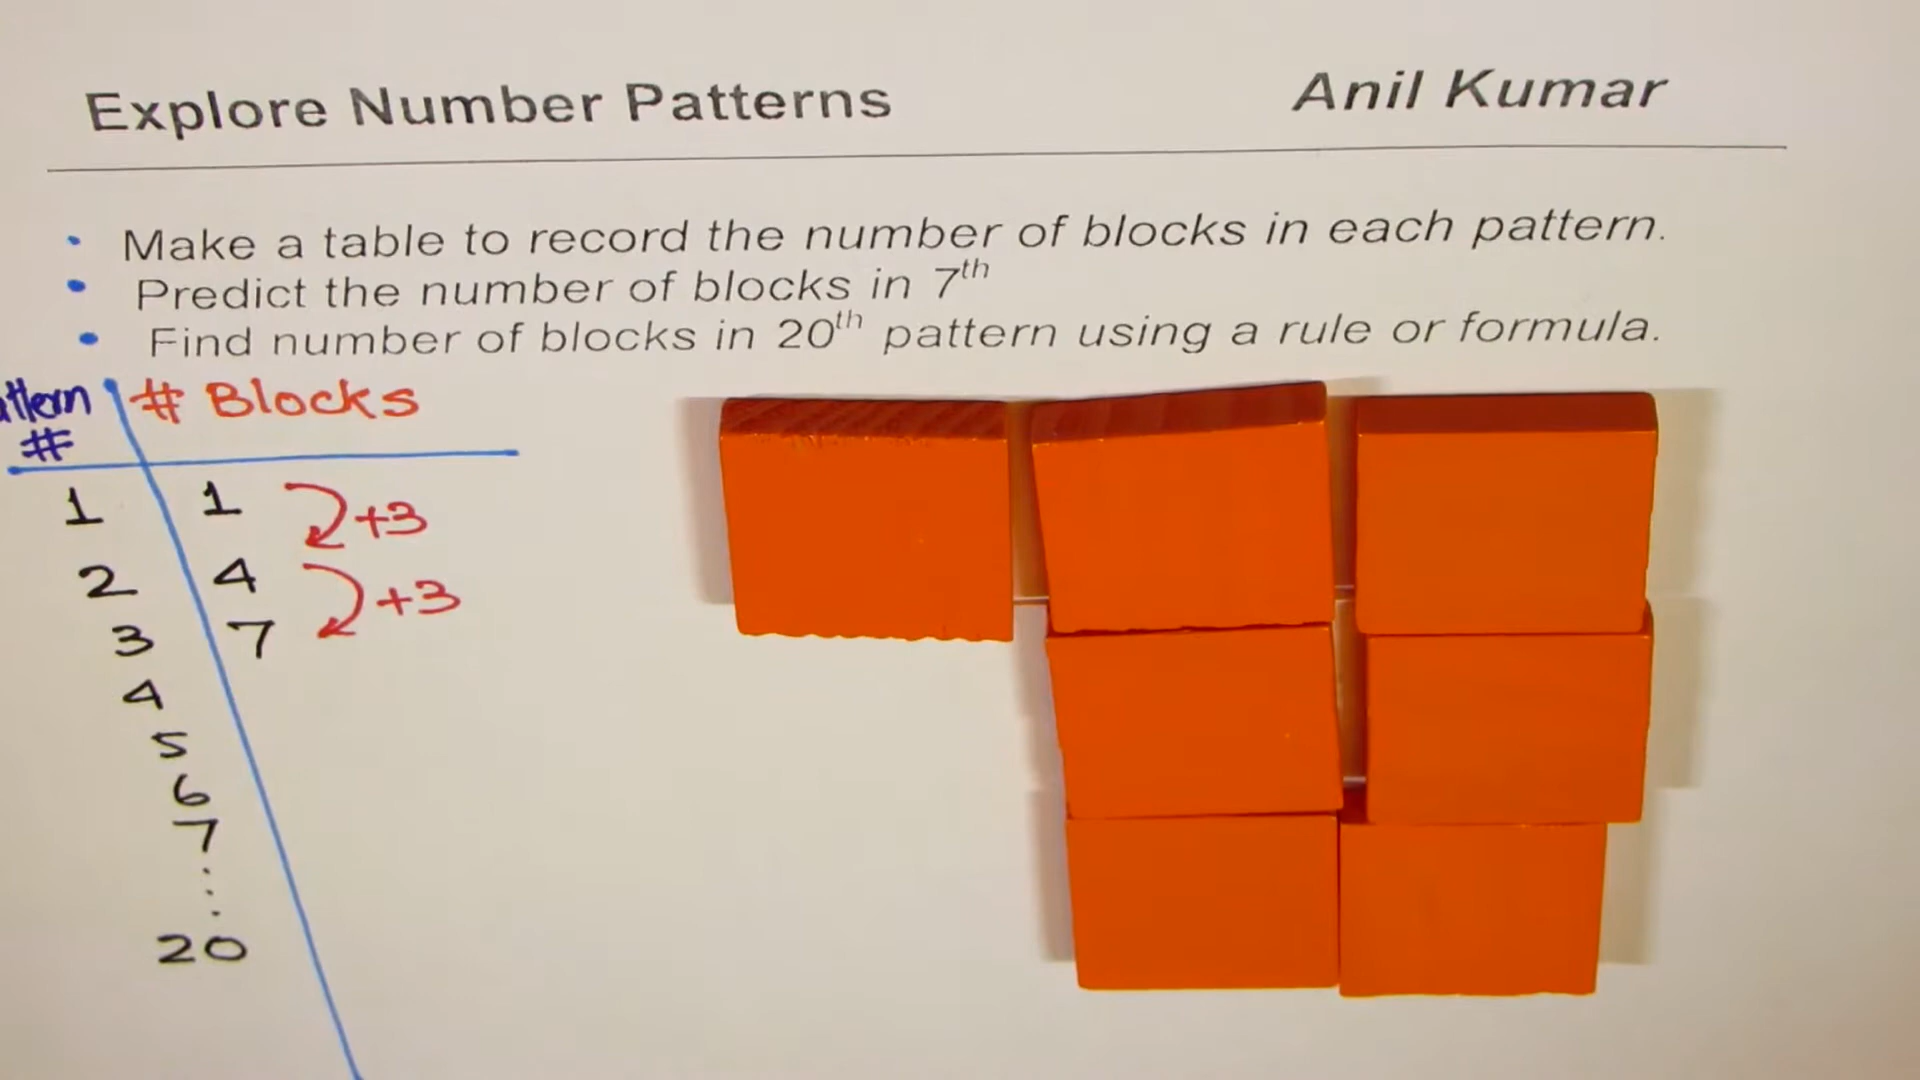 Explore Number Patterns Anil Kumar
• Make a table to record the number of blocks in each pattern.
• Predict the number of blocks in 7th
• Find number of blocks in 20th pattern using a rule or formula.
# Blocks
#
1 1 +3
2 4 +3
3 7
4
5
6
7
⋮
20